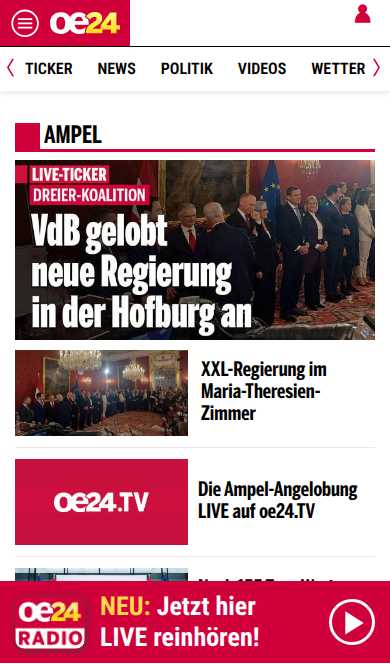 oe24
TICKER NEWS POLITIK VIDEOS WETTER
AMPEL
LIVE-TICKER
DREIER-KOALITION
VdB gelobt
neue Regierung
in der Hofburg an
XXL-Regierung im
Maria-Theresien-
Zimmer
oe24.TV
Die Ampel-Angelobung
LIVE auf oe24.TV
oe24
RADIO
NEU: Jetzt hier
LIVE reinhören!